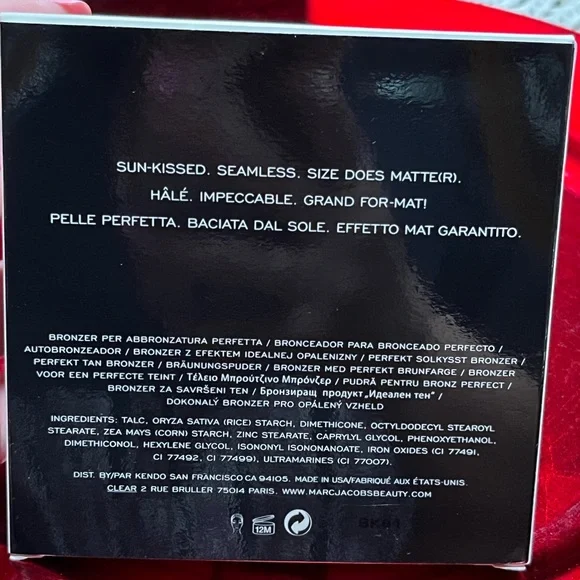 SUN-KISSED. SEAMLESS. SIZE DOES MATTE(R).
HÂLÉ. IMPECCABLE. GRAND FOR-MAT!
PELLE PERFETTA. BACIATA DAL SOLE. EFFETTO MAT GARANTITO.
BRONZER PER ABBRONZATURA PERFETTA / BRONCEADOR PARA BRONCEADO PERFECTO /
AUTOBRONZEADOR / BRONZER Z EFEKTEM IDEALNEJ OPALENIZNY / PERFEKT SOLKYSST BRONZER /
PERFEKT TAN BRONZER / BRÄUNUNGSPUDER / BRONZER MED PERFEKT BRUNFARGE / BRONZER
VOOR EEN PERFECTE TEINT / Τέλειο Μπρούτζινο Μπρόνζερ / PUDRĂ PENTRU BRONZ PERFECT /
BRONZER ZA SAVRŠENI TEN / Бронзиращ продукт „Идеален тен" /
DOKONALÝ BRONZER PRO OPÁLENÝ VZHLED
INGREDIENTS: TALC, ORYZA SATIVA (RICE) STARCH, DIMETHICONE, OCTYLDODECYL STEAROYL
STEARATE, ZEA MAYS (CORN) STARCH, ZINC STEARATE, CAPRYLYL GLYCOL, PHENOXYETHANOL,
DIMETHICONOL, HEXYLENE GLYCOL, ISONONYL ISONONANOATE, IRON OXIDES (CI 77491,
CI 77492, CI 77499), ULTRAMARINES (CI 77007).
DIST. BY/PAR KENDO SAN FRANCISCO CA 94105. MADE IN USA/FABRIQUÉ AUX ÉTATS-UNIS.
CLEAR 2 RUE BRULLER 75014 PARIS. WWW.MARCJACOBSBEAUTY.COM
12M